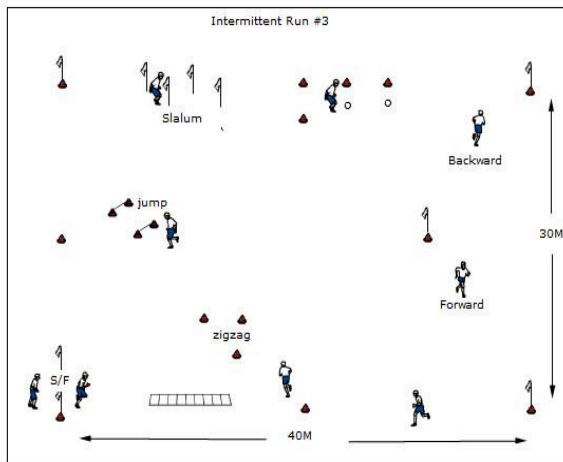 Intermittent Run #3
Slalum
Backward
jump
30M
Forward
zigzag
S/F
40M